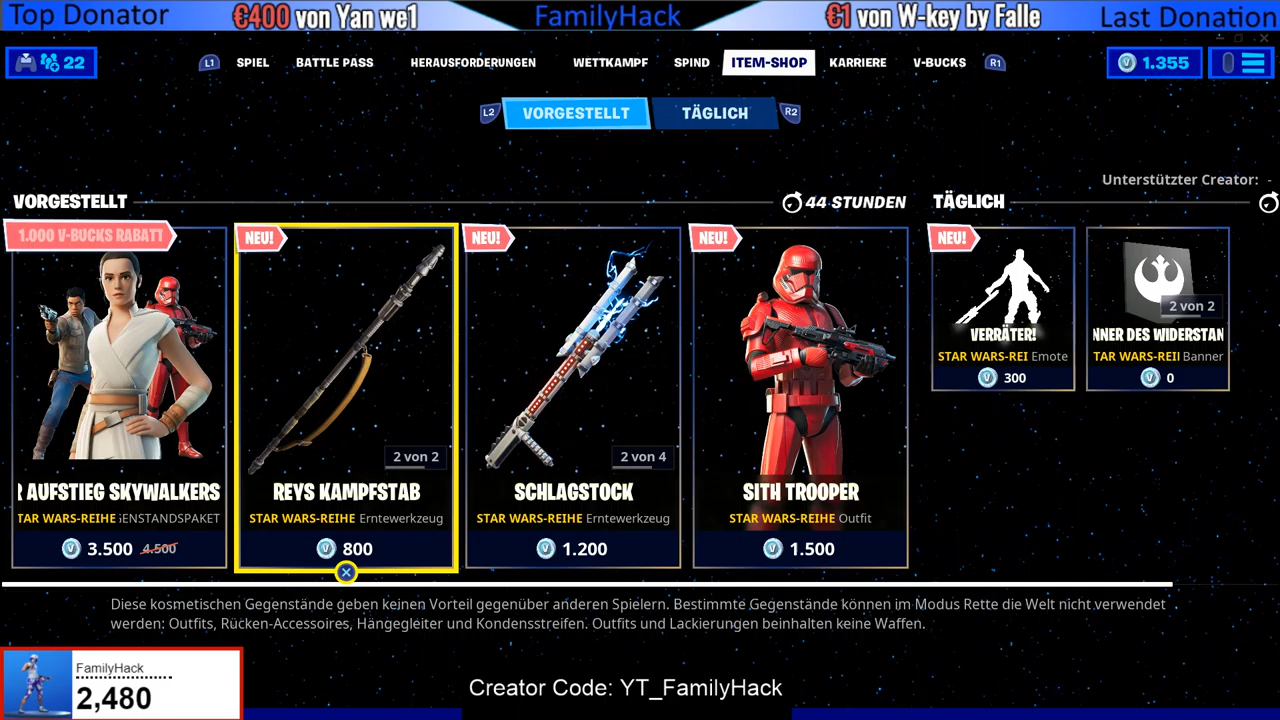 Top Donator
€400 von Yan we1
FamilyHack
€1 von W-key by Falle
Last Donation
22
L1
SPIEL
BATTLE PASS
HERAUSFORDERUNGEN
WETTKAMPF
SPIND
ITEM-SHOP
KARRIERE
V-BUCKS
R1
1.355
L2
VORGESTELLT
TÄGLICH
R2
Unterstützter Creator: -
VORGESTELLT
44 STUNDEN
TÄGLICH
1.000 V-BUCKS RABATT
R AUFSTIEG SKYWALKERS
TAR WARS-REIHE GENSTANDSPAKET
3.500 4.500
NEU!
2 von 2
REYS KAMPFSTAB
STAR WARS-REIHE Erntewerkzeug
800
NEU!
2 von 4
SCHLAGSTOCK
STAR WARS-REIHE Erntewerkzeug
1.200
NEU!
SITH TROOPER
STAR WARS-REIHE Outfit
1.500
NEU!
VERRÄTER!
STAR WARS-REI Emote
300
2 von 2
NNER DES WIDERSTAN
TAR WARS-REII Banner
0
Diese kosmetischen Gegenstände geben keinen Vorteil gegenüber anderen Spielern. Bestimmte Gegenstände können im Modus Rette die Welt nicht verwendet
werden: Outfits, Rücken-Accessoires, Hängegleiter und Kondensstreifen. Outfits und Lackierungen beinhalten keine Waffen.
FamilyHack
2,480
Creator Code: YT_FamilyHack